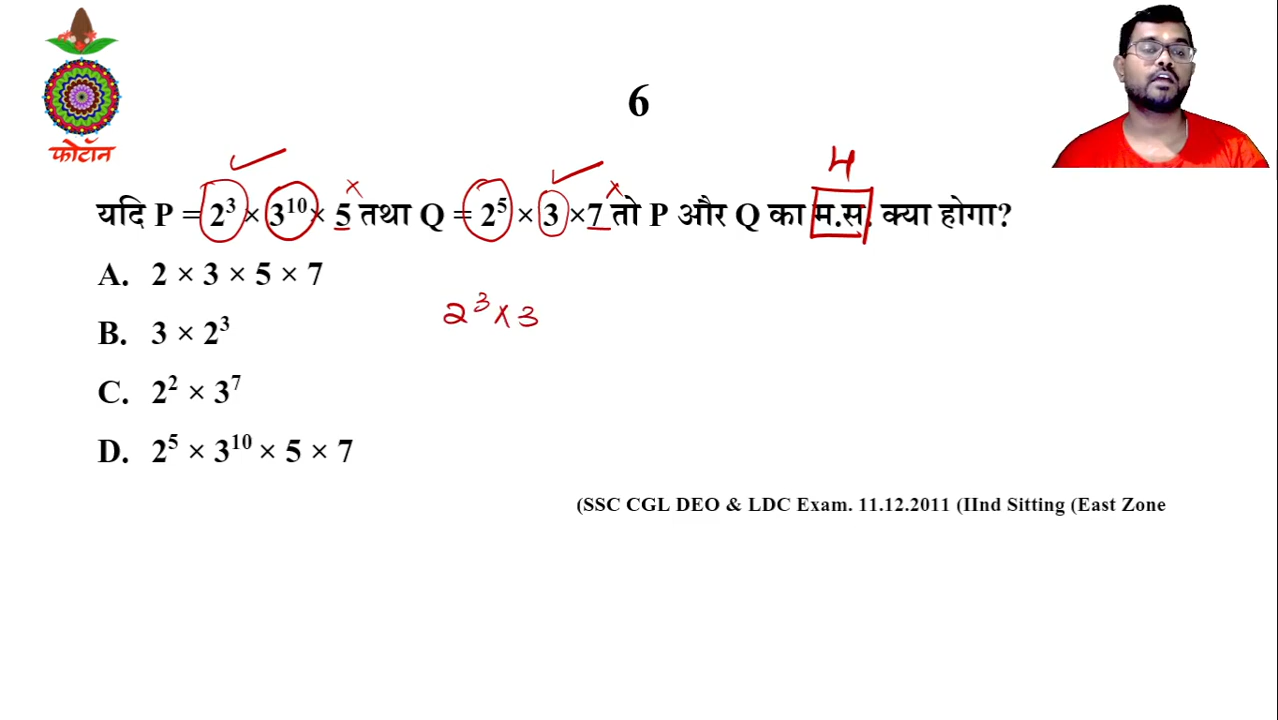 फोटॉन
6
H
यदि P = 2³ × 3¹⁰ × 5 तथा Q = 2⁵ × 3 × 7 तो P और Q का म.स. क्या होगा?
A. 2 × 3 × 5 × 7
2³ × 3
B. 3 × 2³
C. 2² × 3⁷
D. 2⁵ × 3¹⁰ × 5 × 7
(SSC CGL DEO & LDC Exam. 11.12.2011 (IInd Sitting (East Zone